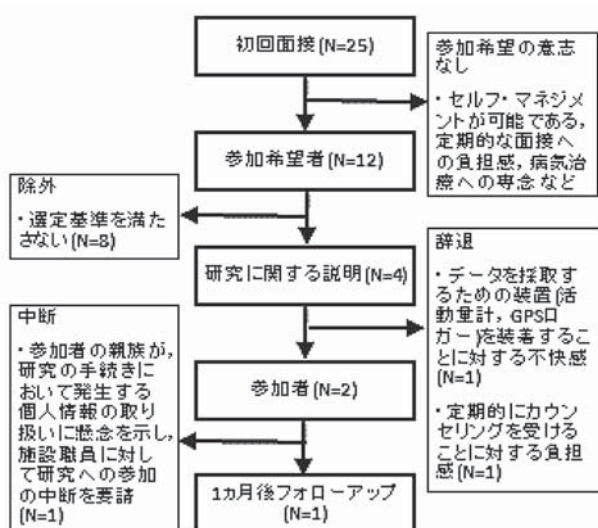 初回面接(N=25)
参加希望の意志
なし
・セルフ・マネジメ
ントが可能である,
定期的な面接へ
の負担感, 病気治
療への専念など
参加希望者(N=12)
除外
・選定基準を満た
さない(N=8)
研究に関する説明(N=4)
辞退
・データを採取す
るための装置(活
動量計, GPSロ
ガー)を装着するこ
とに対する不快感
(N=1)
・定期的にカウン
セリングを受けるこ
とに対する負担
感(N=1)
中断
・参加者の親族が,
研究の手続きに
おいて発生する
個人情報の取り
扱いに懸念を示し,
施設職員に対し
て研究への参加
の中断を要請
(N=1)
参加者(N=2)
1ヵ月後フォローアップ
(N=1)